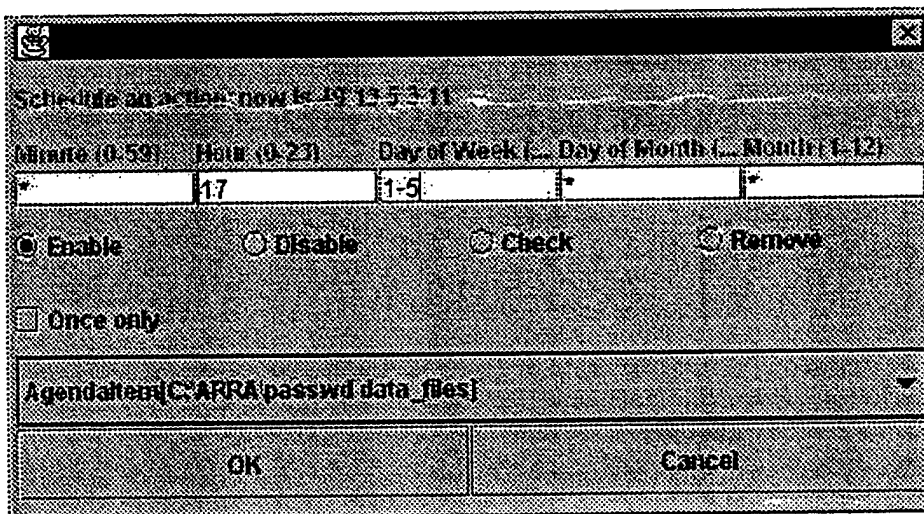 Schedule an action: now is 49 13 5 3 11
Minute (0-59) Hour (0-23) Day of Week (... Day of Month (... Month (1-12)
* 17 1-5 * *
Enable Disable Check Remove
Once only
AgendaItem[C:\ARRA\passwd data_files]
OK Cancel